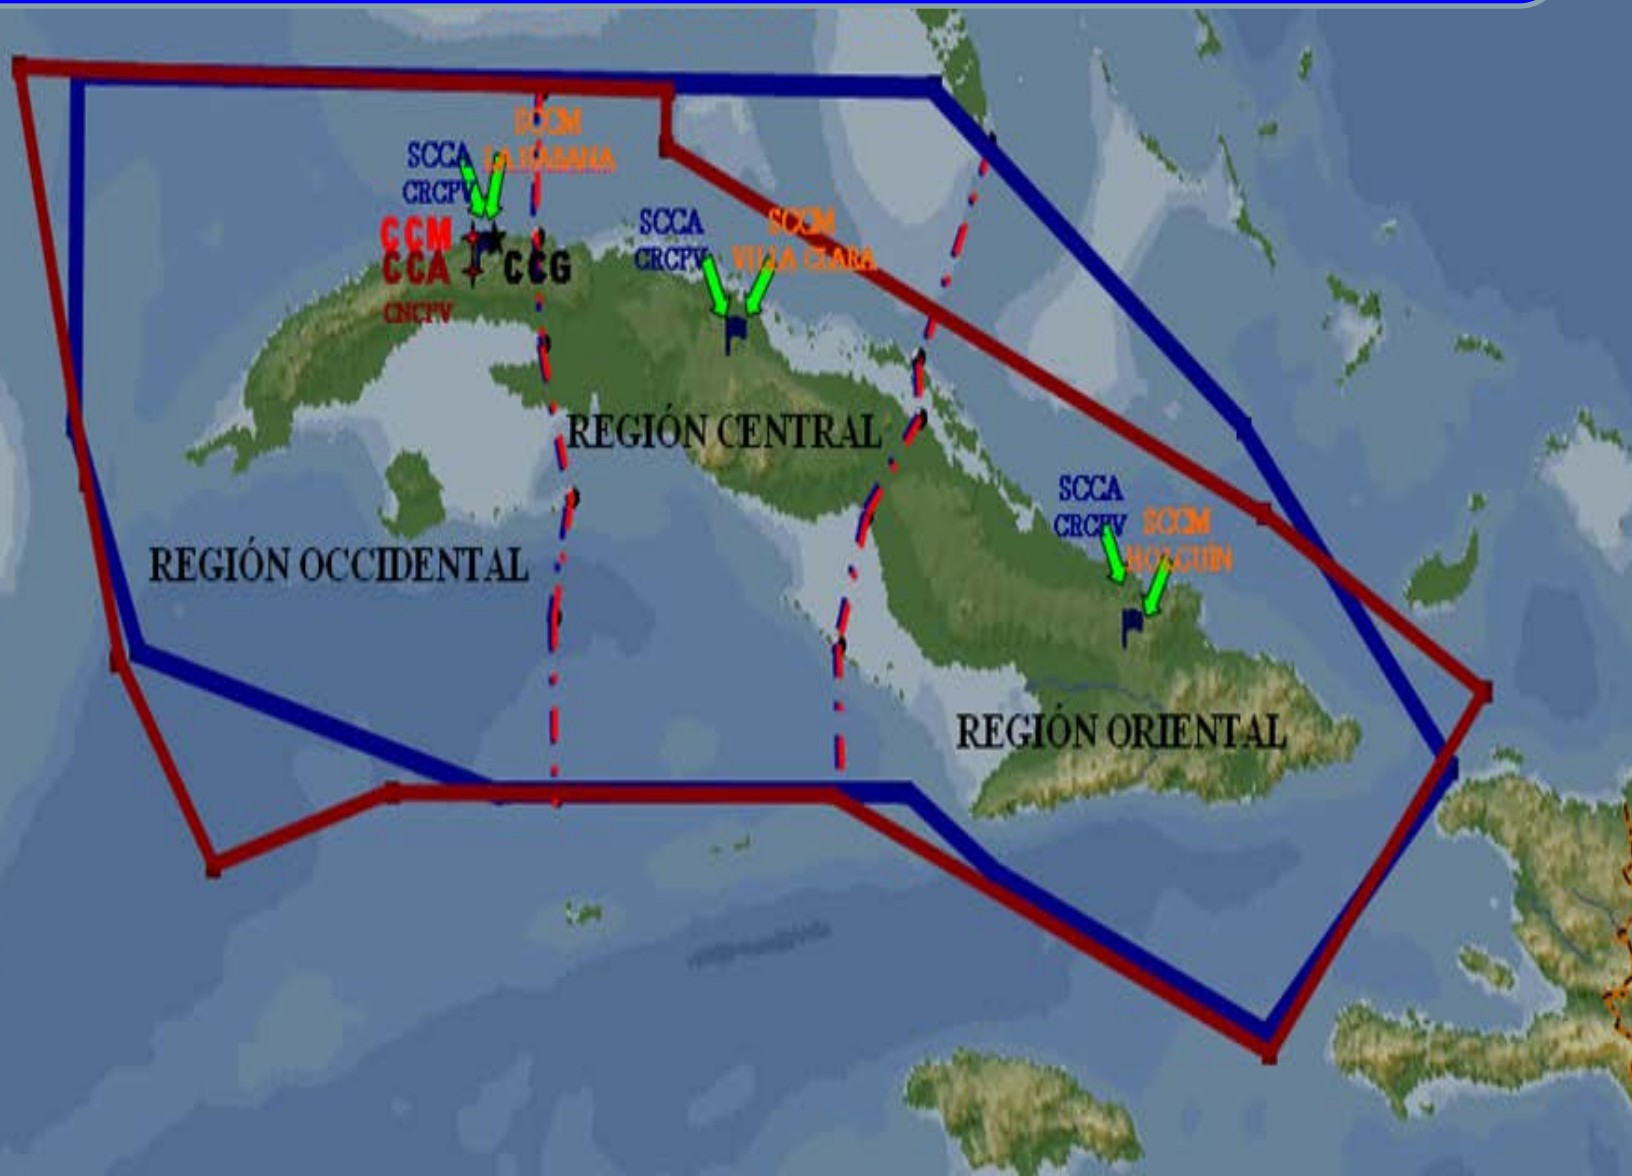 SCCM
LA HABANA
SCCA
CRCPV
CCM
CCA
CCG
CNCPV
SCCA
CRCPV
SCCM
VILLA CLARA
REGIÓN CENTRAL
SCCA
CRCPV
SCCM
HOLGUÍN
REGIÓN OCCIDENTAL
REGIÓN ORIENTAL